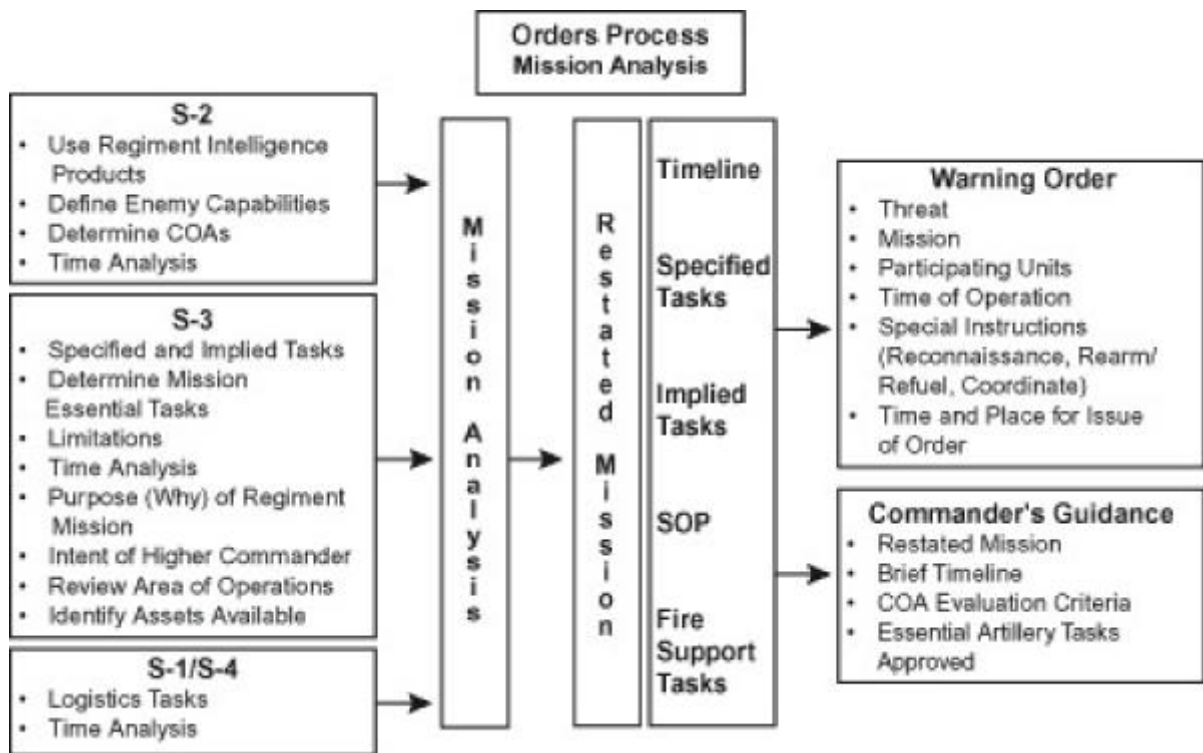 Orders Process
Mission Analysis
S-2
• Use Regiment Intelligence
Products
• Define Enemy Capabilities
• Determine COAs
• Time Analysis
S-3
• Specified and Implied Tasks
• Determine Mission
Essential Tasks
• Limitations
• Time Analysis
• Purpose (Why) of Regiment
Mission
• Intent of Higher Commander
• Review Area of Operations
• Identify Assets Available
S-1/S-4
• Logistics Tasks
• Time Analysis
Mission Analysis
Restated Mission
Timeline
Specified
Tasks
Implied
Tasks
SOP
Fire
Support
Tasks
Warning Order
• Threat
• Mission
• Participating Units
• Time of Operation
• Special Instructions
(Reconnaissance, Rearm/
Refuel, Coordinate)
• Time and Place for Issue
of Order
Commander's Guidance
• Restated Mission
• Brief Timeline
• COA Evaluation Criteria
• Essential Artillery Tasks
Approved